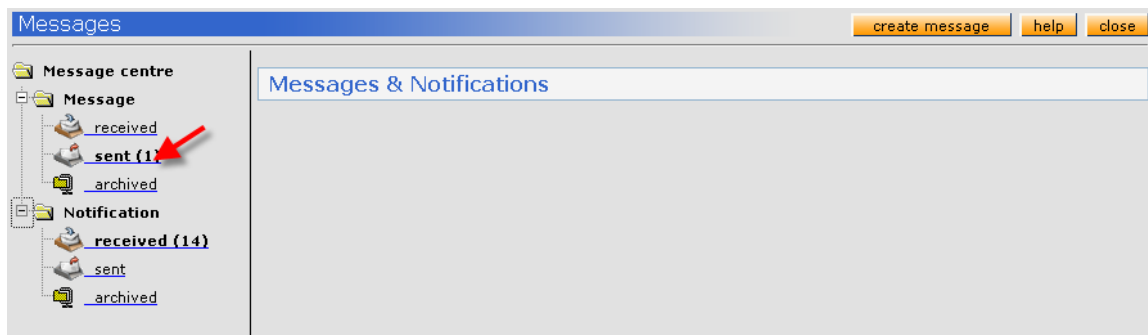 Messages
create message
help
close
Message centre
Message
received
sent (1)
archived
Notification
received (14)
sent
archived
Messages & Notifications